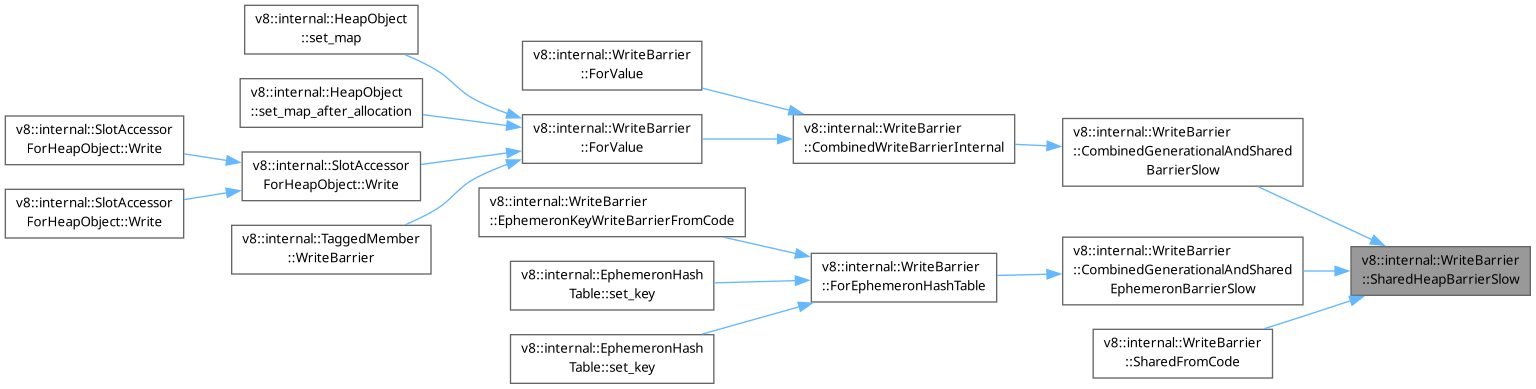 v8::internal::HeapObject
::set_map
v8::internal::HeapObject
::set_map_after_allocation
v8::internal::SlotAccessor
ForHeapObject::Write
v8::internal::SlotAccessor
ForHeapObject::Write
v8::internal::SlotAccessor
ForHeapObject::Write
v8::internal::TaggedMember
::WriteBarrier
v8::internal::WriteBarrier
::ForValue
v8::internal::WriteBarrier
::ForValue
v8::internal::WriteBarrier
::EphemeronKeyWriteBarrierFromCode
v8::internal::EphemeronHash
Table::set_key
v8::internal::EphemeronHash
Table::set_key
v8::internal::WriteBarrier
::CombinedWriteBarrierInternal
v8::internal::WriteBarrier
::ForEphemeronHashTable
v8::internal::WriteBarrier
::CombinedGenerationalAndShared
BarrierSlow
v8::internal::WriteBarrier
::CombinedGenerationalAndShared
EphemeronBarrierSlow
v8::internal::WriteBarrier
::SharedFromCode
v8::internal::WriteBarrier
::SharedHeapBarrierSlow